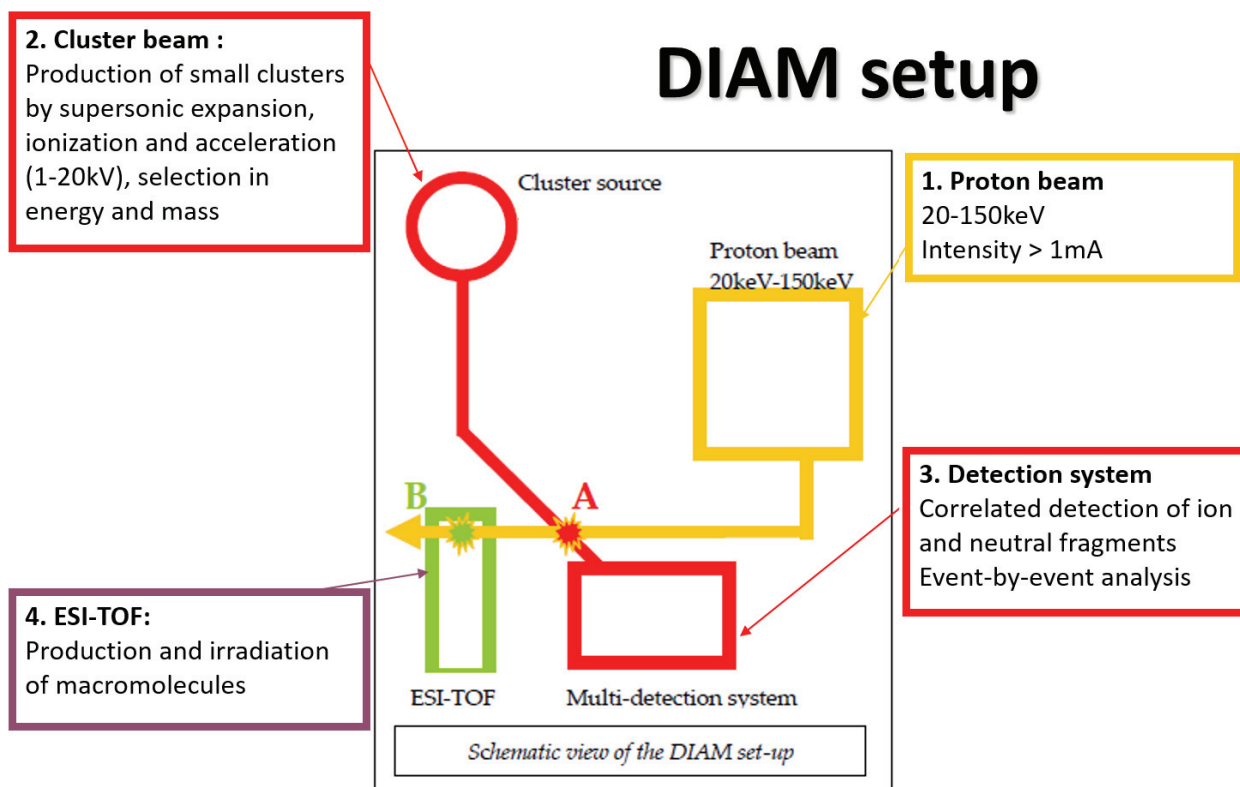 DIAM setup
2. Cluster beam :
Production of small clusters
by supersonic expansion,
ionization and acceleration
(1-20kV), selection in
energy and mass
1. Proton beam
20-150keV
Intensity > 1mA
Cluster source
Proton beam
20keV-150keV
3. Detection system
Correlated detection of ion
and neutral fragments
Event-by-event analysis
B
A
4. ESI-TOF:
Production and irradiation
of macromolecules
ESI-TOF
Multi-detection system
Schematic view of the DIAM set-up